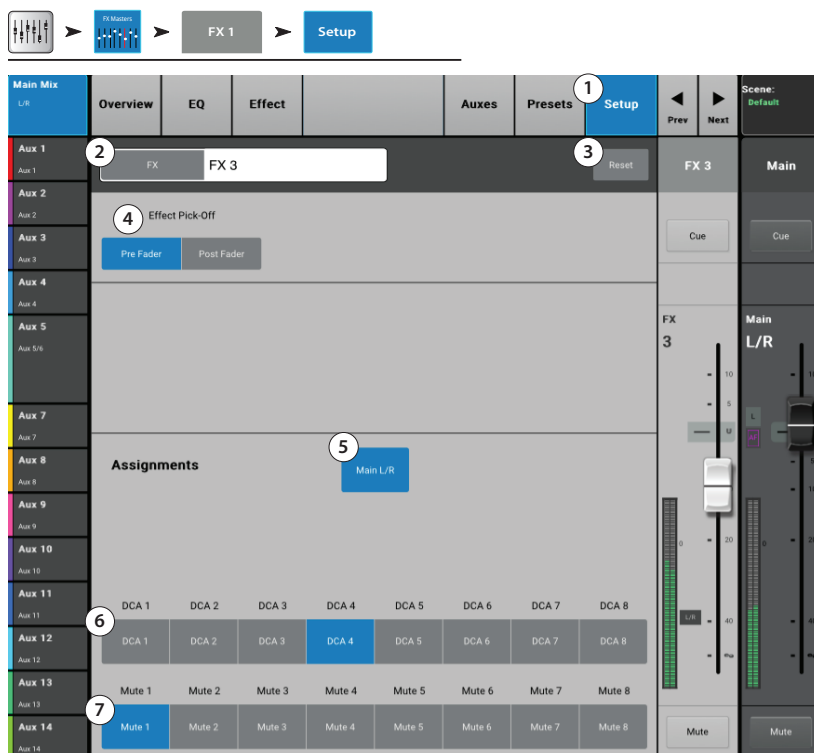 FX Masters
FX 1
Setup
Main Mix
L/R
Overview
EQ
Effect
Auxes
Presets
1
Setup
Prev
Next
Scene:
Default
Aux 1
Aux 1
Aux 2
Aux 2
Aux 3
Aux 3
Aux 4
Aux 4
Aux 5
Aux 5/6
Aux 7
Aux 7
Aux 8
Aux 8
Aux 9
Aux 9
Aux 10
Aux 10
Aux 11
Aux 11
Aux 12
Aux 12
Aux 13
Aux 13
Aux 14
Aux 14
2
FX
FX 3
3
Reset
4
Effect Pick-Off
Pre Fader
Post Fader
Assignments
5
Main L/R
DCA 1 DCA 2 DCA 3 DCA 4 DCA 5 DCA 6 DCA 7 DCA 8
6
DCA 1 DCA 2 DCA 3 DCA 4 DCA 5 DCA 6 DCA 7 DCA 8
Mute 1 Mute 2 Mute 3 Mute 4 Mute 5 Mute 6 Mute 7 Mute 8
7
Mute 1 Mute 2 Mute 3 Mute 4 Mute 5 Mute 6 Mute 7 Mute 8
FX 3
Cue
FX
3
10
5
U
0
20
L/R
40
∞
Mute
Main
Cue
Main
L/R
L
AF
0
Mute